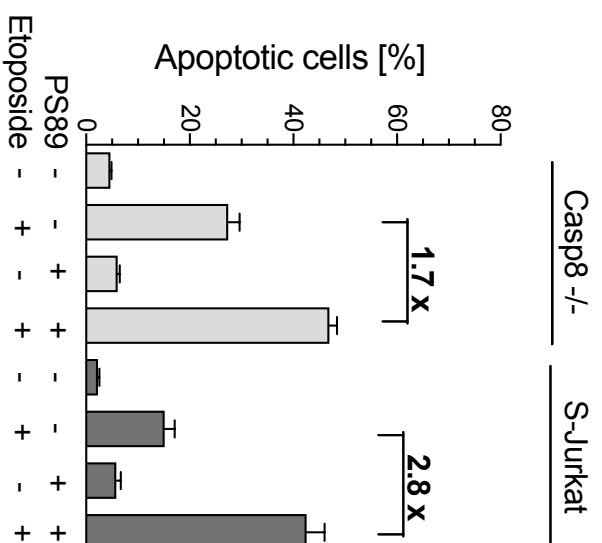 Casp8 -/-
S-Jurkat
Apoptotic cells [%]
80
60
40
20
0
1.7 x
2.8 x
PS89 - - + + - - + +
Etoposide - + - + - + - +